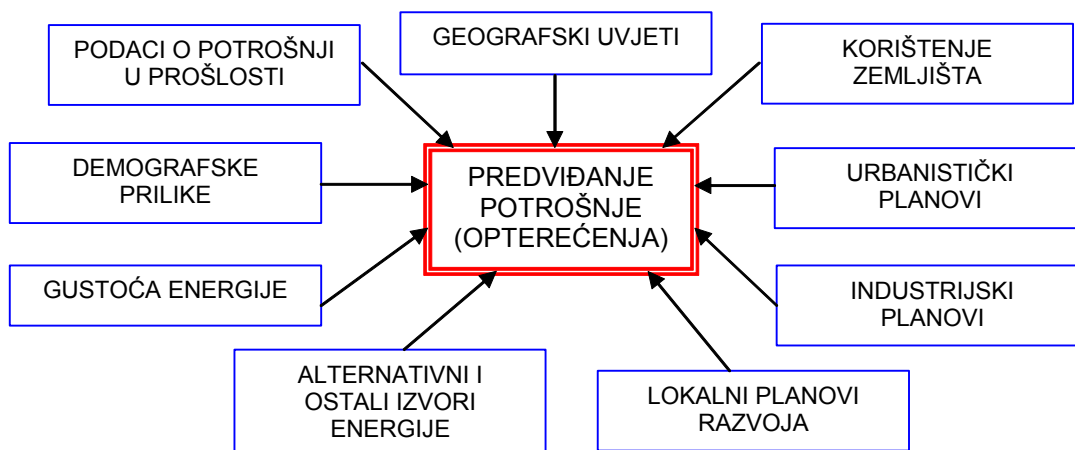 PODACI O POTROŠNJI
U PROŠLOSTI
GEOGRAFSKI UVJETI
KORIŠTENJE
ZEMLJIŠTA
DEMOGRAFSKE
PRILIKE
PREDVIĐANJE
POTROŠNJE
(OPTEREĆENJA)
URBANISTIČKI
PLANOVI
GUSTOĆA ENERGIJE
INDUSTRIJSKI
PLANOVI
ALTERNATIVNI I
OSTALI IZVORI
ENERGIJE
LOKALNI PLANOVI
RAZVOJA